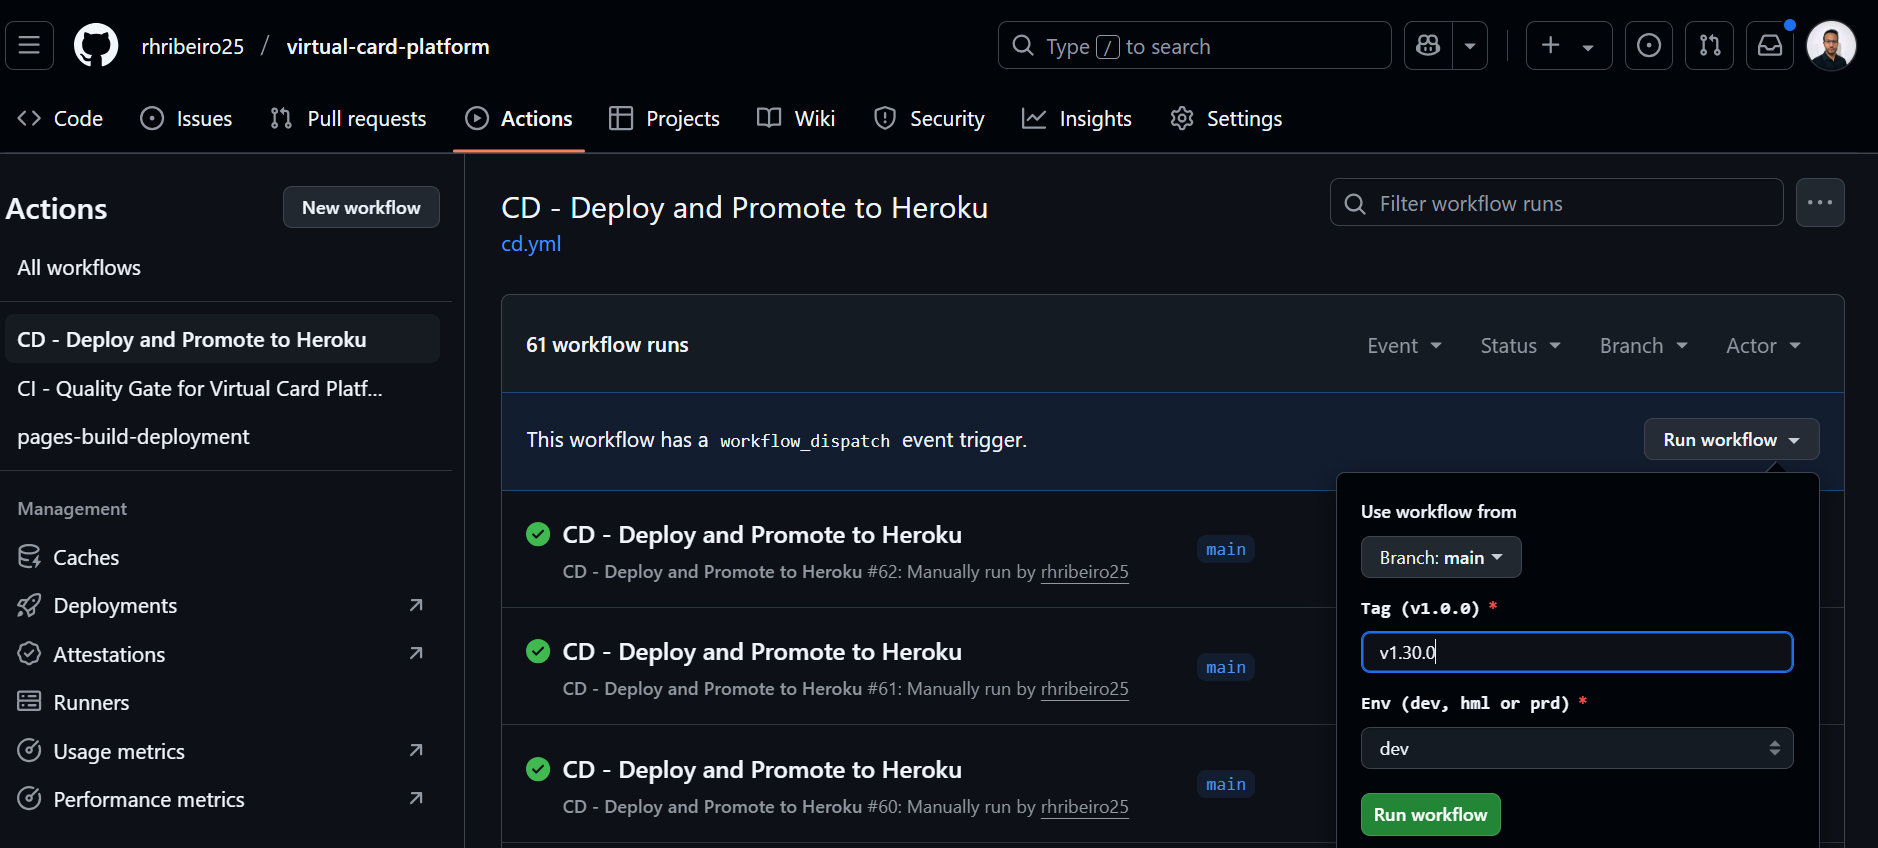 rhribeiro25 / virtual-card-platform
Type / to search
Code
Issues
Pull requests
Actions
Projects
Wiki
Security
Insights
Settings
Actions
New workflow
All workflows
CD - Deploy and Promote to Heroku
CI - Quality Gate for Virtual Card Platf...
pages-build-deployment
Management
Caches
Deployments
Attestations
Runners
Usage metrics
Performance metrics
CD - Deploy and Promote to Heroku
cd.yml
Filter workflow runs
61 workflow runs
Event
Status
Branch
Actor
This workflow has a workflow_dispatch event trigger.
Run workflow
CD - Deploy and Promote to Heroku
CD - Deploy and Promote to Heroku #62: Manually run by rhribeiro25
main
CD - Deploy and Promote to Heroku
CD - Deploy and Promote to Heroku #61: Manually run by rhribeiro25
main
CD - Deploy and Promote to Heroku
CD - Deploy and Promote to Heroku #60: Manually run by rhribeiro25
main
Use workflow from
Branch: main
Tag (v1.0.0) *
v1.30.0
Env (dev, hml or prd) *
dev
Run workflow